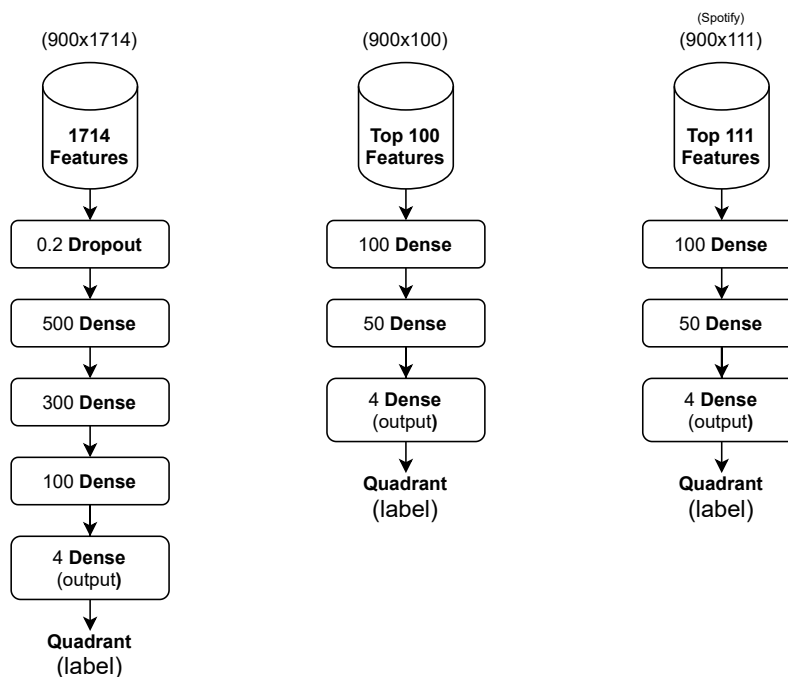 (900x1714)
1714
Features
0.2 Dropout
500 Dense
300 Dense
100 Dense
4 Dense
(output)
Quadrant
(label)
(900x100)
Top 100
Features
100 Dense
50 Dense
4 Dense
(output)
Quadrant
(label)
(Spotify)
(900x111)
Top 111
Features
100 Dense
50 Dense
4 Dense
(output)
Quadrant
(label)